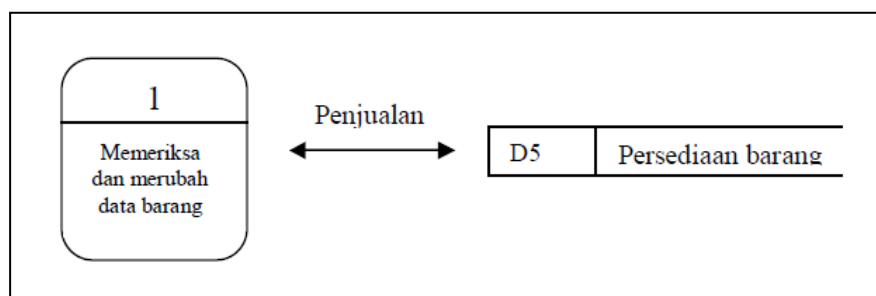 1
Memeriksa
dan merubah
data barang
Penjualan
D5
Persediaan barang